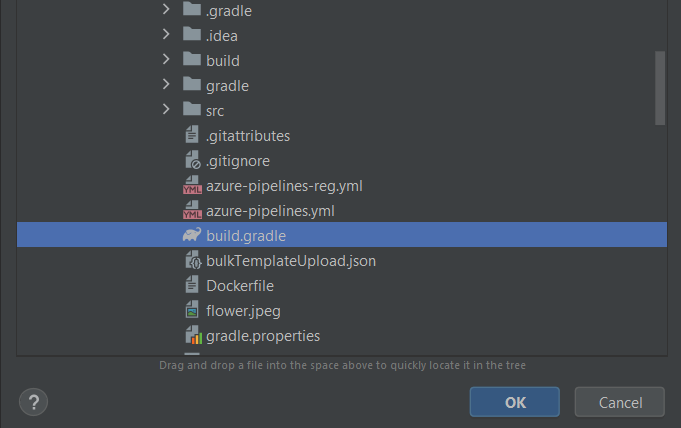 .gradle
.idea
build
gradle
src
.gitattributes
.gitignore
YML azure-pipelines-reg.yml
YML azure-pipelines.yml
build.gradle
bulkTemplateUpload.json
Dockerfile
flower.jpeg
gradle.properties
Drag and drop a file into the space above to quickly locate it in the tree
? OK Cancel